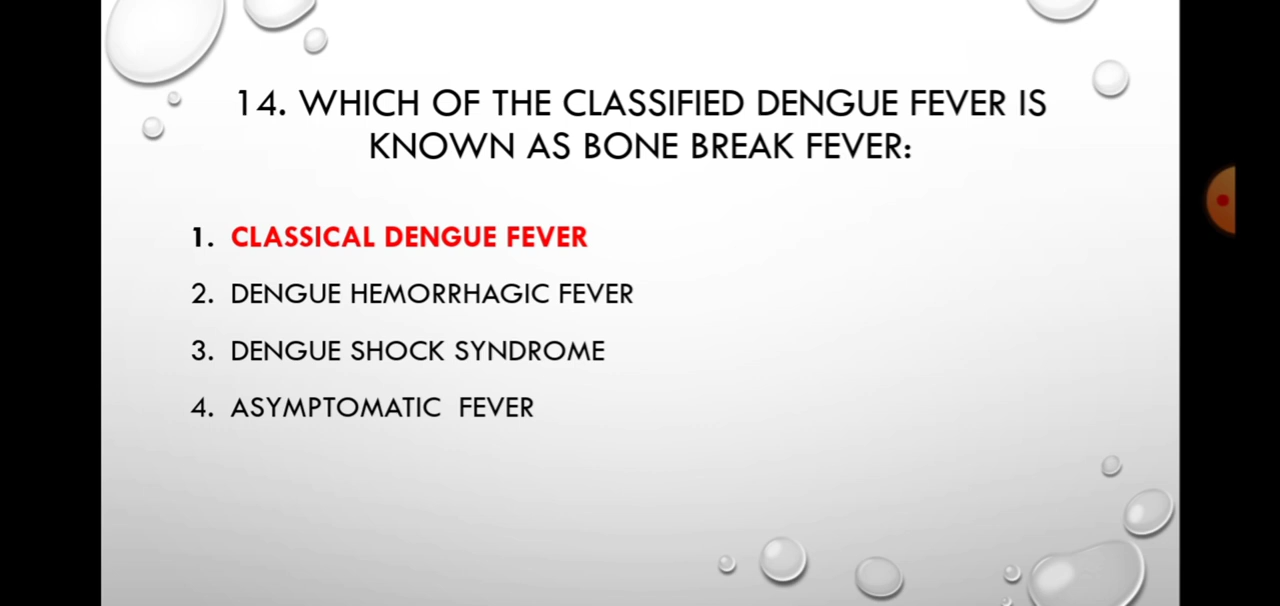 14. WHICH OF THE CLASSIFIED DENGUE FEVER IS
KNOWN AS BONE BREAK FEVER:
1. CLASSICAL DENGUE FEVER
2. DENGUE HEMORRHAGIC FEVER
3. DENGUE SHOCK SYNDROME
4. ASYMPTOMATIC FEVER